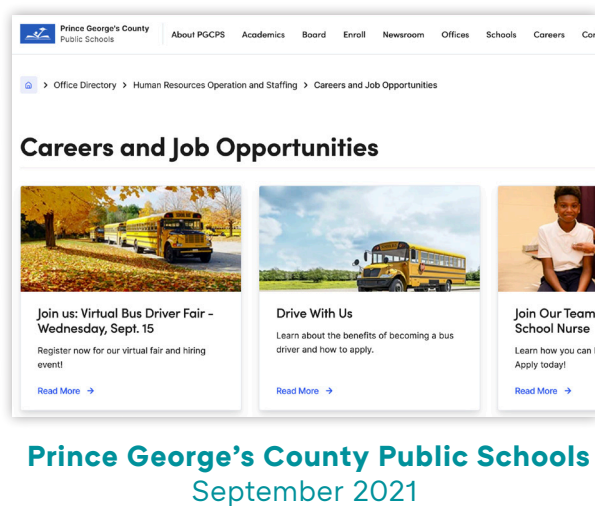 Prince George's County
Public Schools
About PGCPS Academics Board Enroll Newsroom Offices Schools Careers
> Office Directory > Human Resources Operation and Staffing > Careers and Job Opportunities
Careers and Job Opportunities
Join us: Virtual Bus Driver Fair -
Wednesday, Sept. 15
Register now for our virtual fair and hiring
event!
Read More →
Drive With Us
Learn about the benefits of becoming a bus
driver and how to apply.
Read More →
Join Our Team
School Nurse
Learn how you can
Apply today!
Read More →
Prince George’s County Public Schools
September 2021